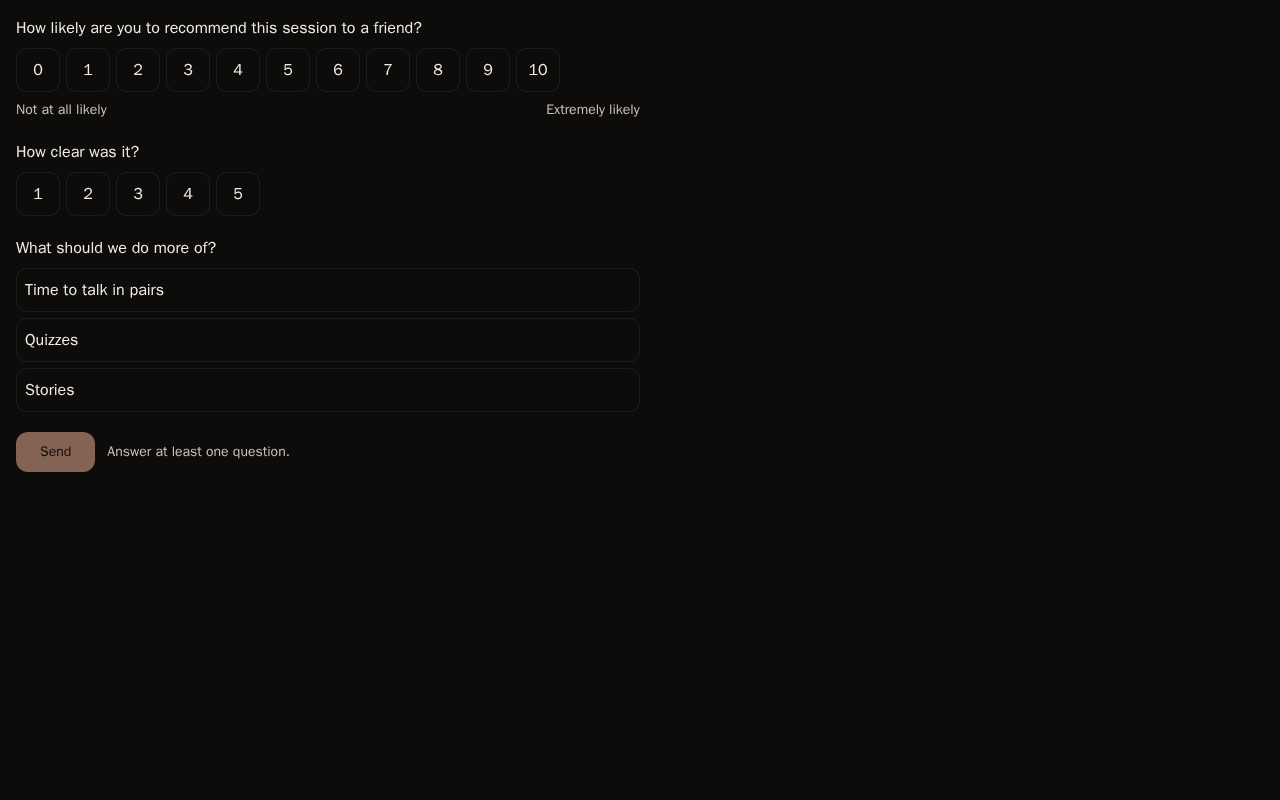 How likely are you to recommend this session to a friend?
0 1 2 3 4 5 6 7 8 9 10
Not at all likely Extremely likely
How clear was it?
1 2 3 4 5
What should we do more of?
Time to talk in pairs
Quizzes
Stories
Send Answer at least one question.